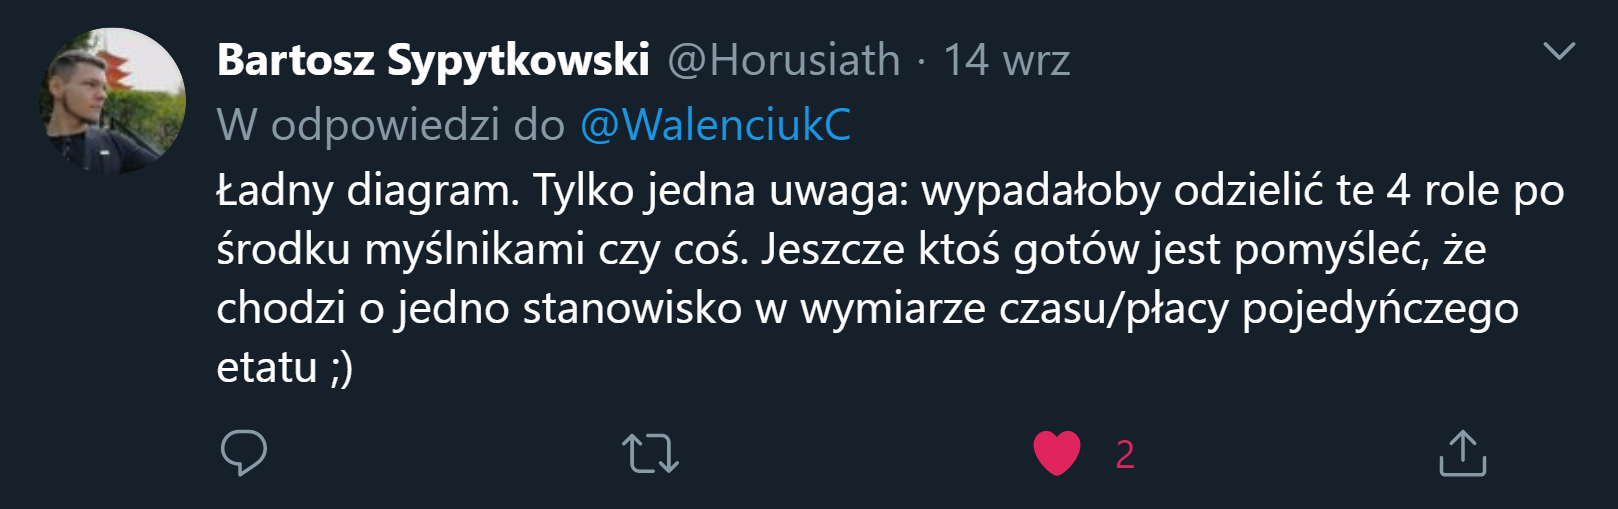 Bartosz Sypytkowski @Horusiath · 14 wrz
W odpowiedzi do @WalenciukC
Ładny diagram. Tylko jedna uwaga: wypadałoby odzielić te 4 role po
środku myślnikami czy coś. Jeszcze ktoś gotów jest pomyśleć, że
chodzi o jedno stanowisko w wymiarze czasu/płacy pojedyńczego
etatu ;)
2